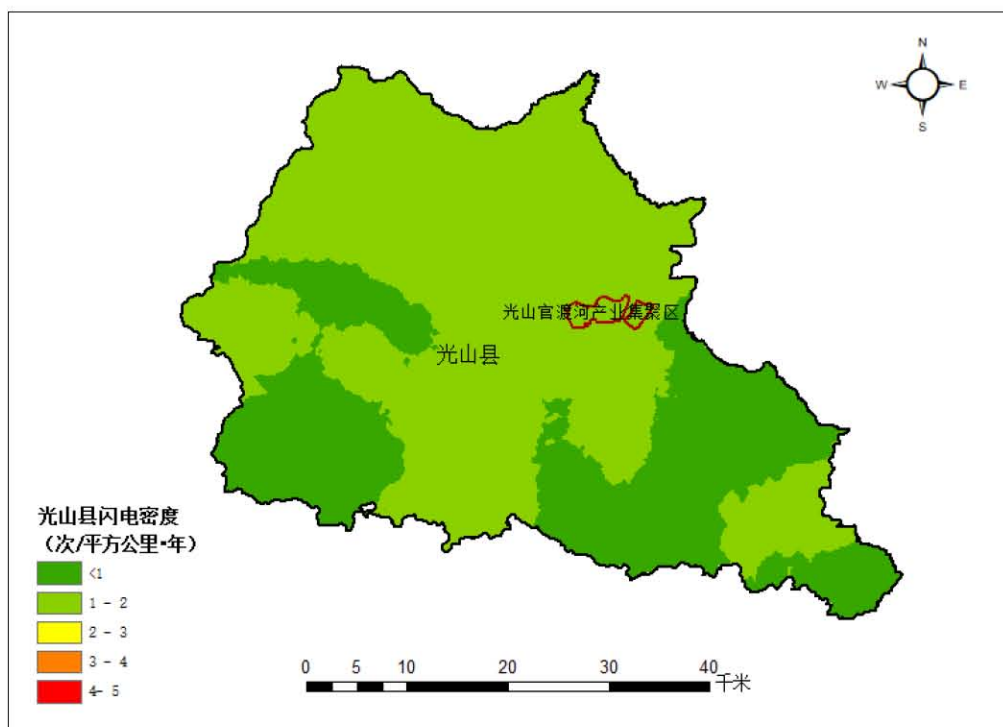 N
W E
S
光山官渡河产业集聚区
光山县
光山县闪电密度
（次/平方公里·年）
<1
1 - 2
2 - 3
3 - 4
4- 5
0 5 10 20 30 40
千米